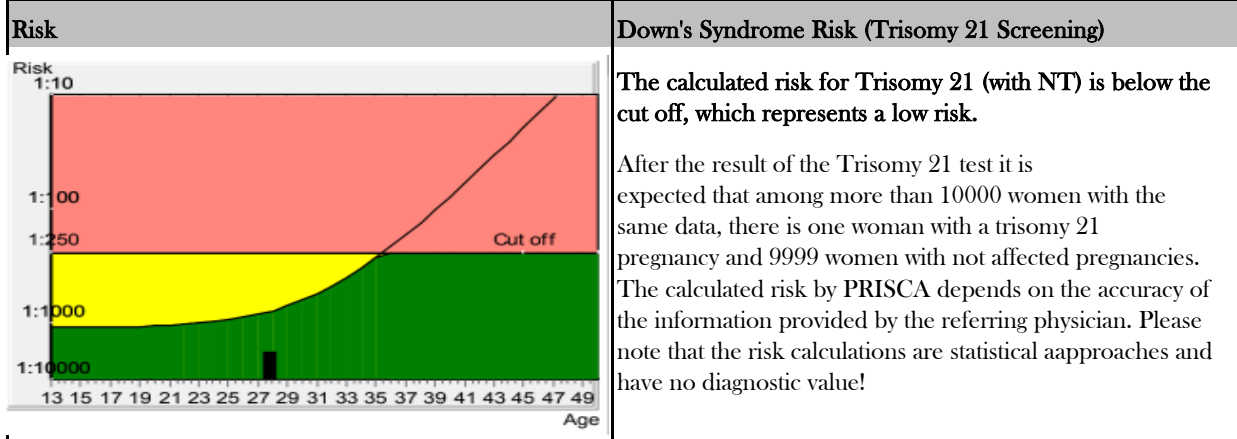 Risk
Down's Syndrome Risk (Trisomy 21 Screening)
Risk
1:10
1:100
1:250
Cut off
1:1000
1:10000
13 15 17 19 21 23 25 27 29 31 33 35 37 39 41 43 45 47 49
Age
The calculated risk for Trisomy 21 (with NT) is below the
cut off, which represents a low risk.
After the result of the Trisomy 21 test it is
expected that among more than 10000 women with the
same data, there is one woman with a trisomy 21
pregnancy and 9999 women with not affected pregnancies.
The calculated risk by PRISCA depends on the accuracy of
the information provided by the referring physician. Please
note that the risk calculations are statistical aapproaches and
have no diagnostic value!